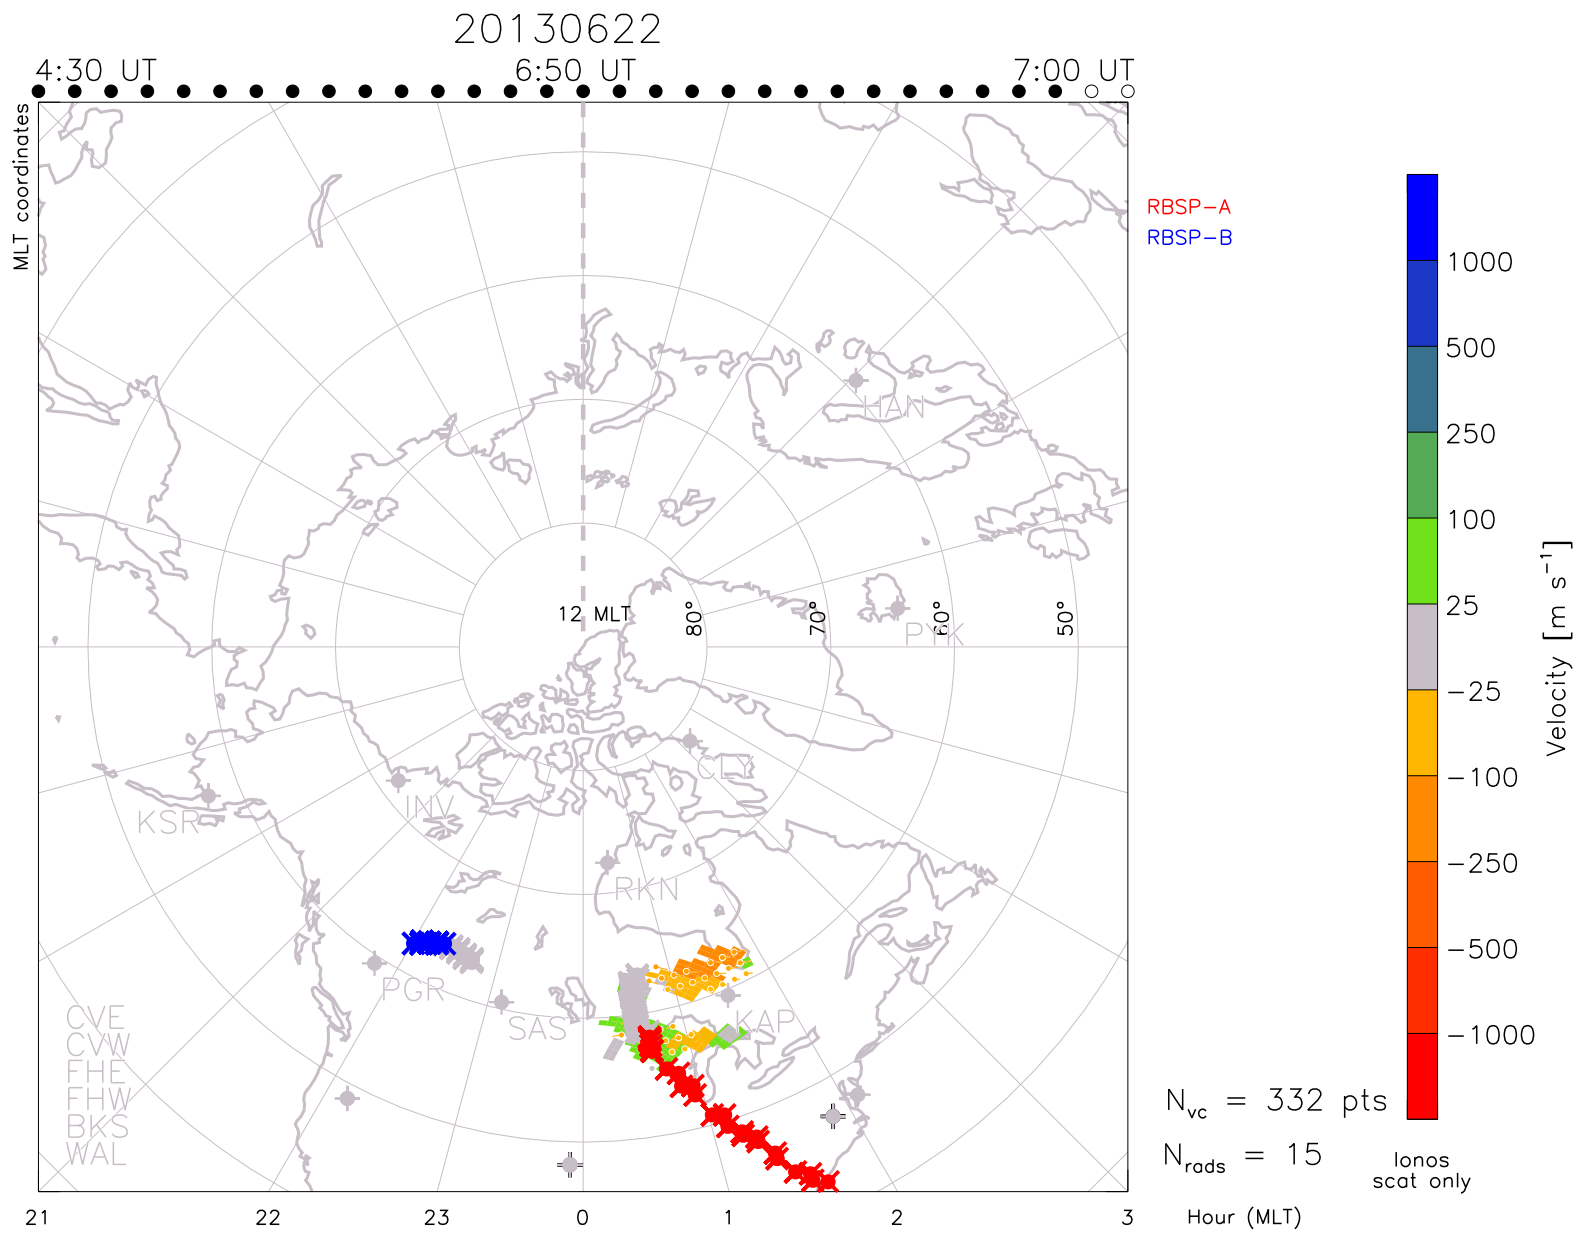 20130622
4:30 UT 6:50 UT 7:00 UT
MLT coordinates
RBSP-A
RBSP-B
1000
500
250
100
25
-25
-100
-250
-500
-1000
Velocity [m s⁻¹]
HAN
12 MLT 80° 70° 60° 50°
PYK
CLY
INV
KSR
RKN
PGR
SAS
KAP
CVE
CVW
FHE
FHW
BKS
WAL
N_vc = 332 pts
N_rads = 15
Ionos
scat only
21 22 23 0 1 2 3
Hour (MLT)